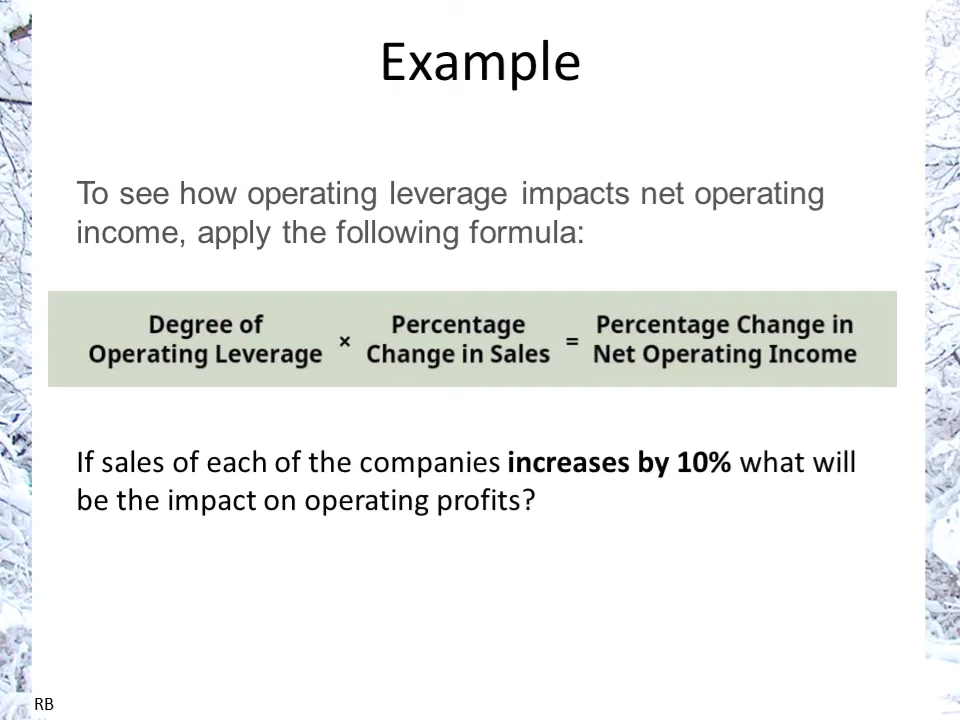 Example
To see how operating leverage impacts net operating
income, apply the following formula:
Degree of
Operating Leverage
×
Percentage
Change in Sales
=
Percentage Change in
Net Operating Income
If sales of each of the companies increases by 10% what will
be the impact on operating profits?
RB